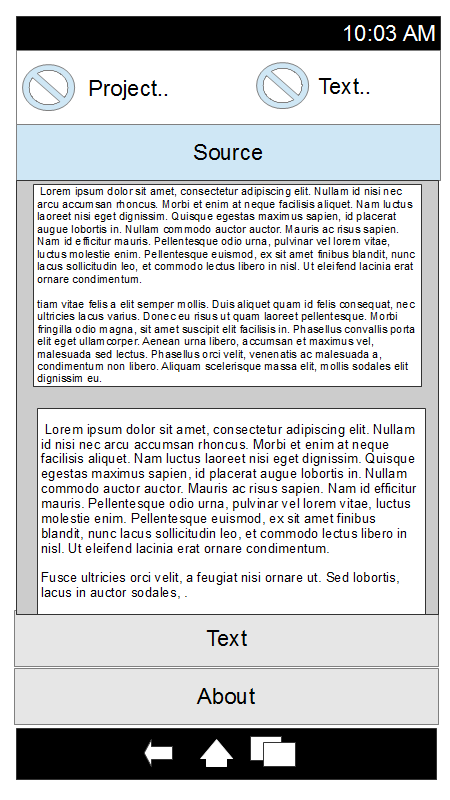 10:03 AM
Project.. Text..
Source
Lorem ipsum dolor sit amet, consectetur adipiscing elit. Nullam id nisi nec
arcu accumsan rhoncus. Morbi et enim at neque facilisis aliquet. Nam luctus
laoreet nisi eget dignissim. Quisque egestas maximus sapien, id placerat
augue lobortis in. Nullam commodo auctor auctor. Mauris ac risus sapien.
Nam id efficitur mauris. Pellentesque odio urna, pulvinar vel lorem vitae,
luctus molestie enim. Pellentesque euismod, ex sit amet finibus blandit, nunc
lacus sollicitudin leo, et commodo lectus libero in nisl. Ut eleifend lacinia erat
ornare condimentum.
tiam vitae felis a elit semper mollis. Duis aliquet quam id felis consequat, nec
ultricies lacus varius. Donec eu risus ut quam laoreet pellentesque. Morbi
fringilla odio magna, sit amet suscipit elit facilisis in. Phasellus convallis porta
elit eget ullamcorper. Aenean urna libero, accumsan et maximus vel,
malesuada sed lectus. Phasellus orci velit, venenatis ac malesuada a,
condimentum non libero. Aliquam scelerisque massa elit, mollis sodales elit
dignissim eu.
Lorem ipsum dolor sit amet, consectetur adipiscing elit. Nullam
id nisi nec arcu accumsan rhoncus. Morbi et enim at neque
facilisis aliquet. Nam luctus laoreet nisi eget dignissim. Quisque
egestas maximus sapien, id placerat augue lobortis in. Nullam
commodo auctor auctor. Mauris ac risus sapien. Nam id efficitur
mauris. Pellentesque odio urna, pulvinar vel lorem vitae, luctus
molestie enim. Pellentesque euismod, ex sit amet finibus
blandit, nunc lacus sollicitudin leo, et commodo lectus libero in
nisl. Ut eleifend lacinia erat ornare condimentum.
Fusce ultricies orci velit, a feugiat nisi ornare ut. Sed lobortis,
lacus in auctor sodales, .
Text
About